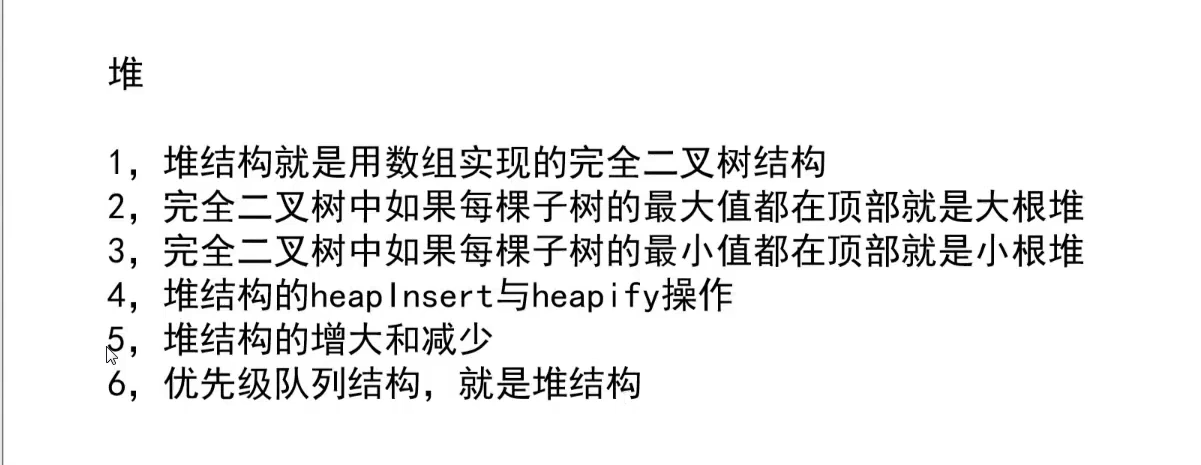 堆
1，堆结构就是用数组实现的完全二叉树结构
2，完全二叉树中如果每棵子树的最大值都在顶部就是大根堆
3，完全二叉树中如果每棵子树的最小值都在顶部就是小根堆
4，堆结构的heapInsert与heapify操作
5，堆结构的增大和减少
6，优先级队列结构，就是堆结构